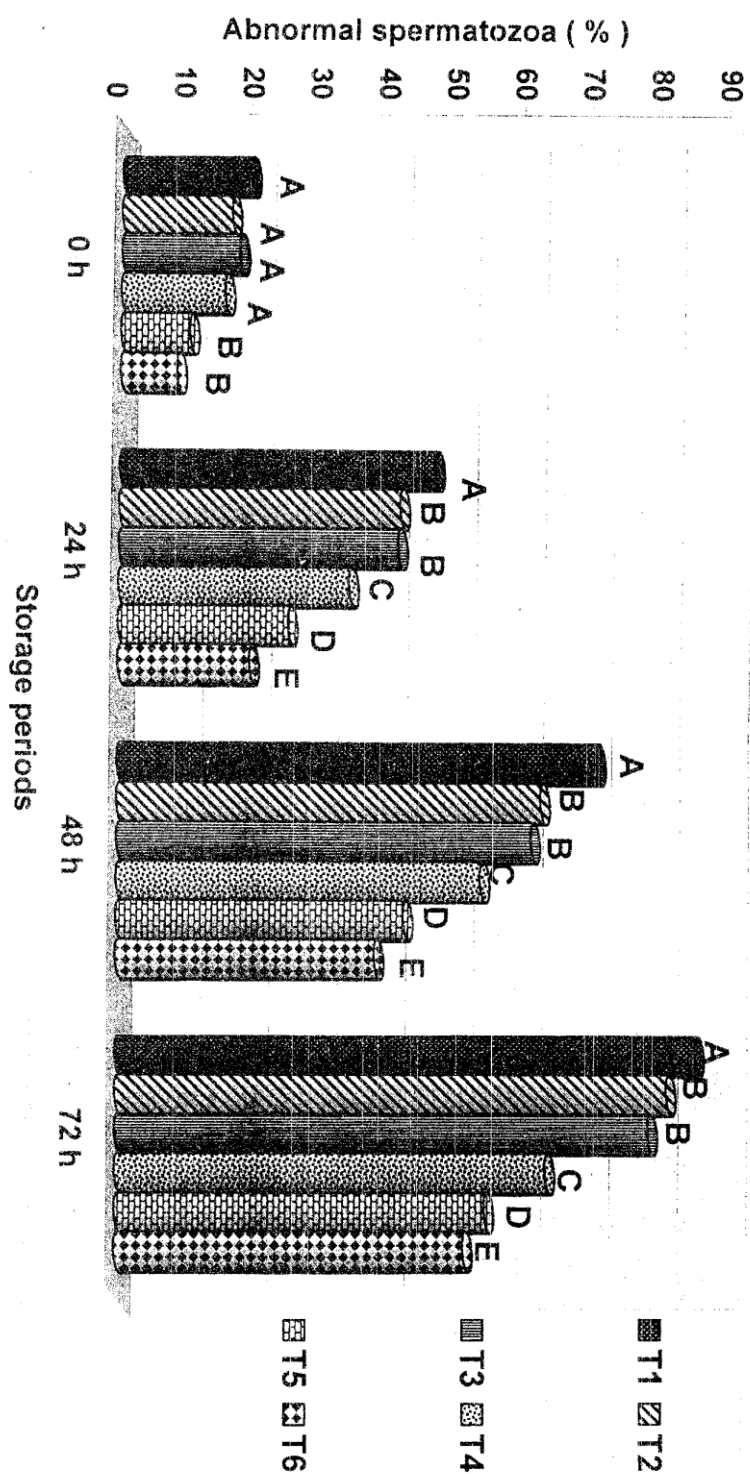 Abnormal spermatozoa ( % )
90
80
70
60
50
40
30
20
10
0
A A A A B B
A B B C D E
A B B C D E
A B B C D E
0 h 24 h 48 h 72 h
Storage periods
T1 T2
T3 T4
T5 T6